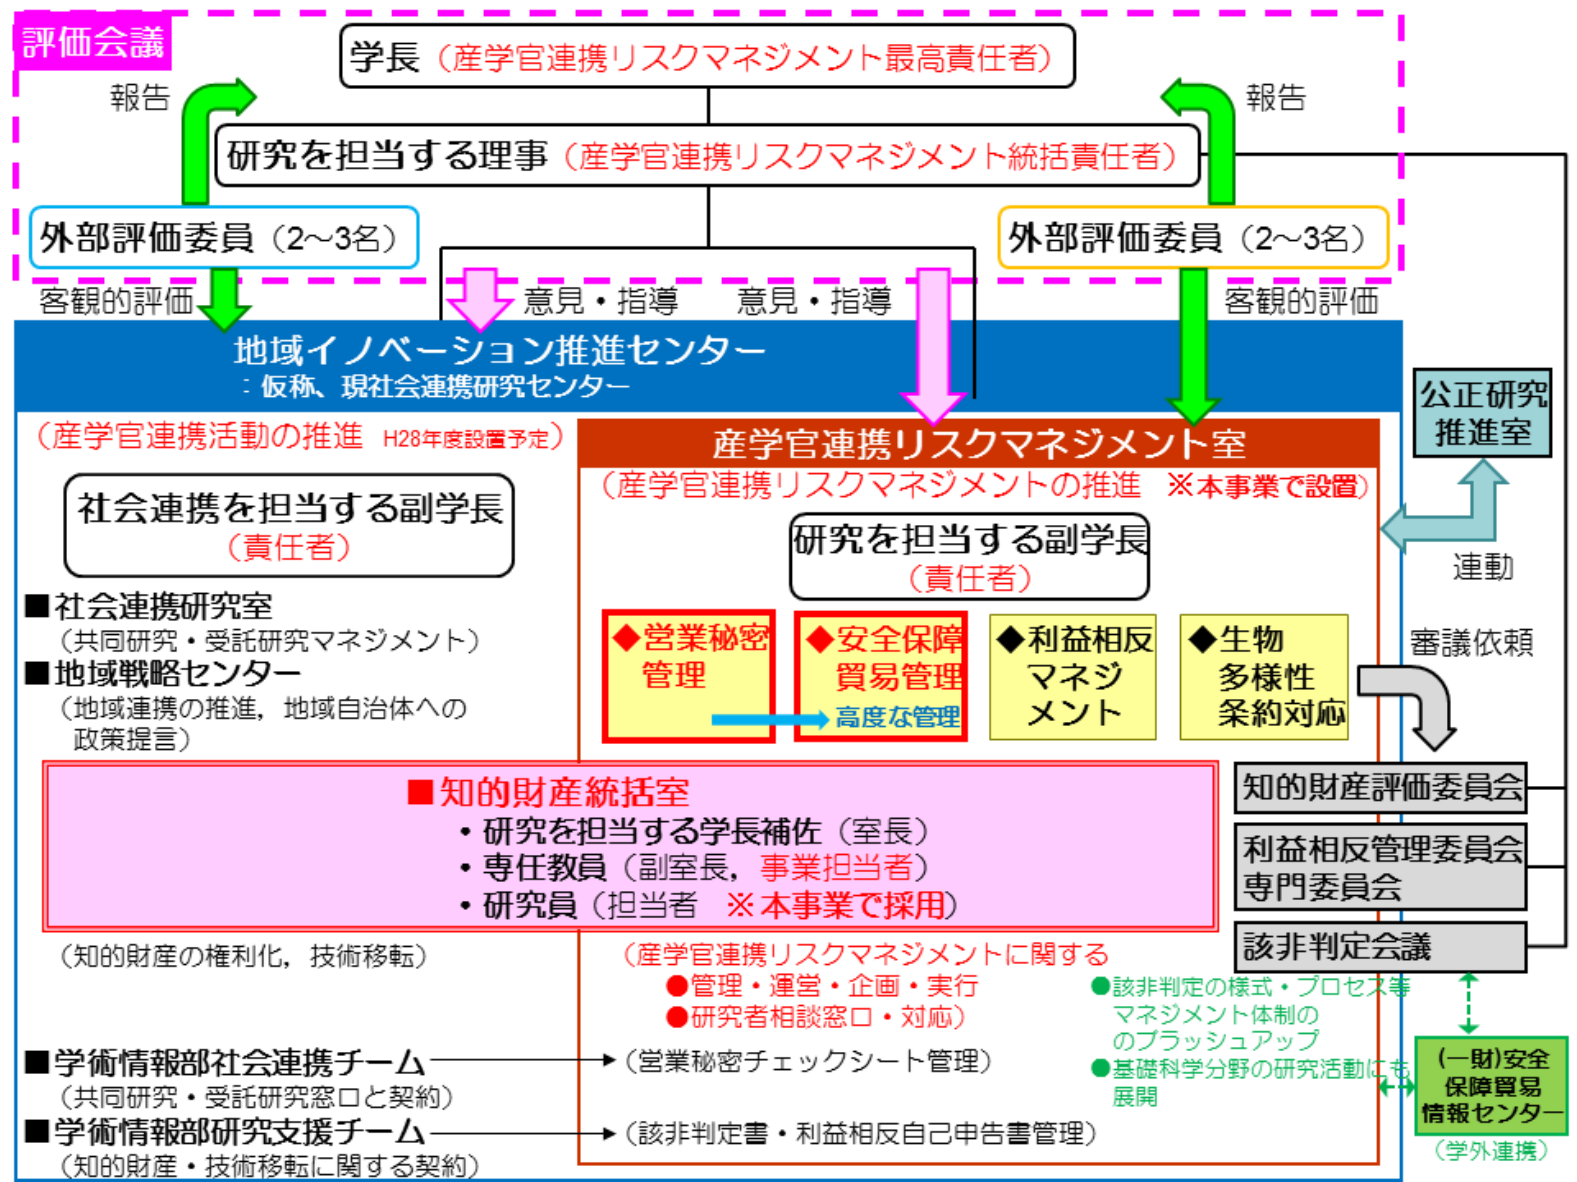 評価会議
学長（産学官連携リスクマネジメント最高責任者）
報告
報告
研究を担当する理事（産学官連携リスクマネジメント統括責任者）
外部評価委員（2～3名）
外部評価委員（2～3名）
客観的評価
意見・指導
意見・指導
客観的評価
地域イノベーション推進センター
：仮称、現社会連携研究センター
（産学官連携活動の推進 H28年度設置予定）
社会連携を担当する副学長
（責任者）
■社会連携研究室
（共同研究・受託研究マネジメント）
■地域戦略センター
（地域連携の推進，地域自治体への
政策提言）
産学官連携リスクマネジメント室
（産学官連携リスクマネジメントの推進 ※本事業で設置）
研究を担当する副学長
（責任者）
◆営業秘密
管理
◆安全保障
貿易管理
高度な管理
◆利益相反
マネジ
メント
◆生物
多様性
条約対応
公正研究
推進室
連動
審議依頼
知的財産評価委員会
利益相反管理委員会
専門委員会
該非判定会議
■知的財産統括室
・研究を担当する学長補佐（室長）
・専任教員（副室長，事業担当者）
・研究員（担当者 ※本事業で採用）
（知的財産の権利化，技術移転）
（産学官連携リスクマネジメントに関する
●管理・運営・企画・実行
●研究者相談窓口・対応）
●該非判定の様式・プロセス等
マネジメント体制の
のブラッシュアップ
●基礎科学分野の研究活動にも
展開
■学術情報部社会連携チーム
（営業秘密チェックシート管理）
（共同研究・受託研究窓口と契約）
■学術情報部研究支援チーム
（該非判定書・利益相反自己申告書管理）
（知的財産・技術移転に関する契約）
(一財)安全
保障貿易
情報センター
（学外連携）